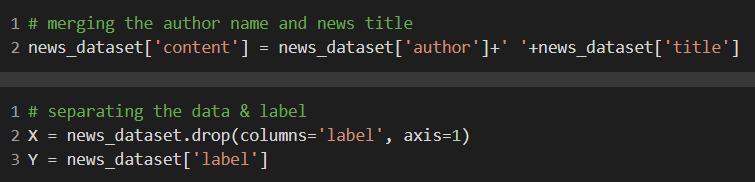 1 # merging the author name and news title
2 news_dataset['content'] = news_dataset['author']+' '+news_dataset['title']
1 # separating the data & label
2 X = news_dataset.drop(columns='label', axis=1)
3 Y = news_dataset['label']